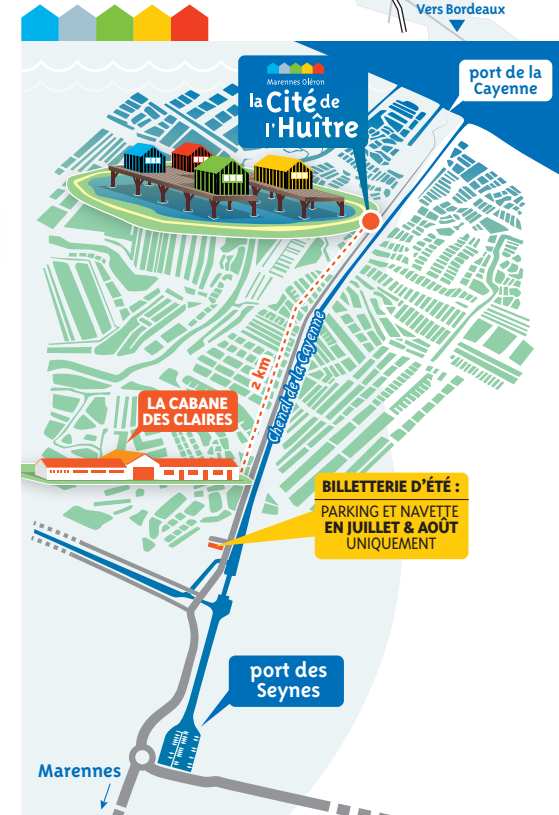 Vers Bordeaux
port de la
Cayenne
Marennes Oléron
la Cité de
l'Huître
2 km
Chenal de la Cayenne
LA CABANE
DES CLAIRES
BILLETTERIE D'ÉTÉ :
PARKING ET NAVETTE
EN JUILLET & AOÛT
UNIQUEMENT
port des
Seynes
Marennes